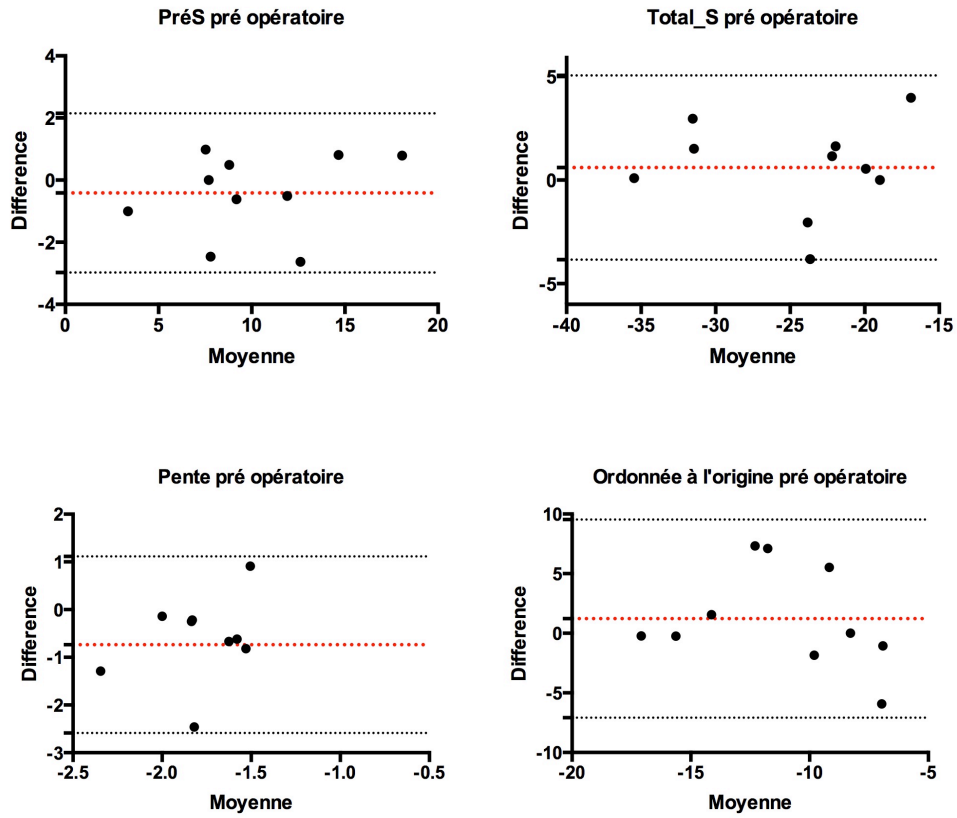 PréS pré opératoire
Difference
4
2
0
-2
-4
0 5 10 15 20
Moyenne
Total_S pré opératoire
Difference
5
0
-5
-40 -35 -30 -25 -20 -15
Moyenne
Pente pré opératoire
Difference
2
1
0
-1
-2
-3
-2.5 -2.0 -1.5 -1.0 -0.5
Moyenne
Ordonnée à l'origine pré opératoire
Difference
10
5
0
-5
-10
-20 -15 -10 -5
Moyenne